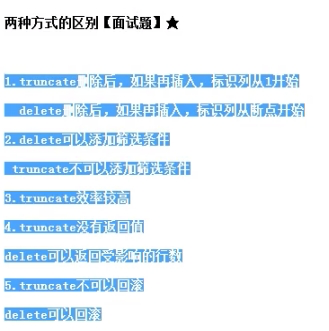 两种方式的区别【面试题】★
1.truncate删除后，如果再插入，标识列从1开始
delete删除后，如果再插入，标识列从断点开始
2.delete可以添加筛选条件
truncate不可以添加筛选条件
3.truncate效率较高
4.truncate没有返回值
delete可以返回受影响的行数
5.truncate不可以回滚
delete可以回滚